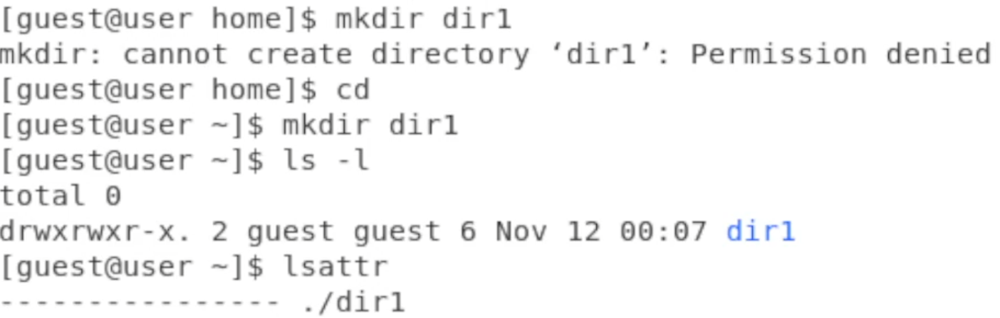 [guest@user home]$ mkdir dir1
mkdir: cannot create directory ‘dir1’: Permission denied
[guest@user home]$ cd
[guest@user ~]$ mkdir dir1
[guest@user ~]$ ls -l
total 0
drwxrwxr-x. 2 guest guest 6 Nov 12 00:07 dir1
[guest@user ~]$ lsattr
---------------- ./dir1